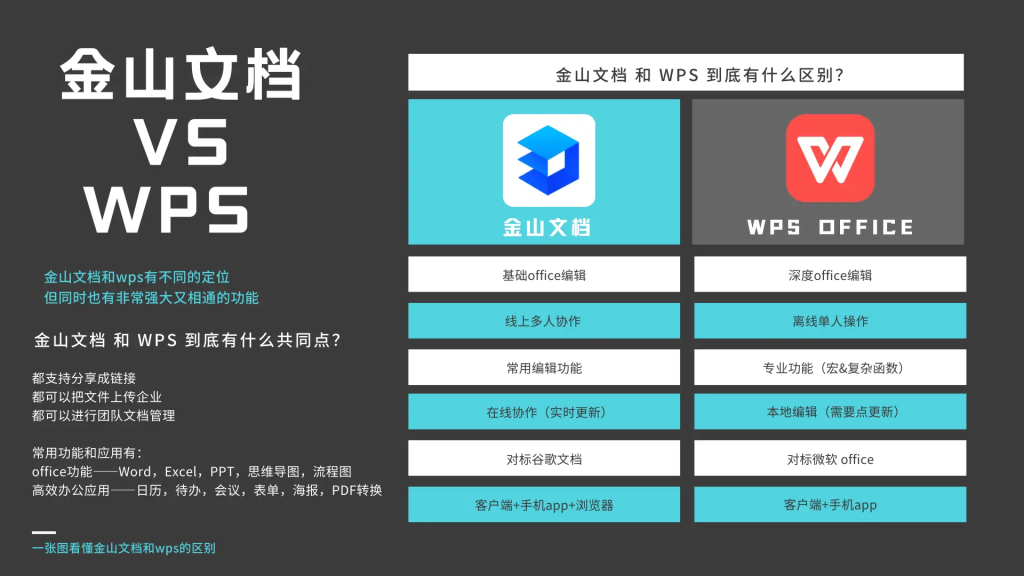 金山文档
VS
WPS
金山文档和wps有不同的定位
但同时也有非常强大又相通的功能
金山文档 和 WPS 到底有什么共同点？
都支持分享成链接
都可以把文件上传企业
都可以进行团队文档管理
常用功能和应用有：
office功能——Word，Excel，PPT，思维导图，流程图
高效办公应用——日历，待办，会议，表单，海报，PDF转换
一张图看懂金山文档和wps的区别
金山文档 和 WPS 到底有什么区别？
金山文档
WPS OFFICE
基础office编辑
深度office编辑
线上多人协作
离线单人操作
常用编辑功能
专业功能（宏&复杂函数）
在线协作（实时更新）
本地编辑（需要点更新）
对标谷歌文档
对标微软 office
客户端+手机app+浏览器
客户端+手机app